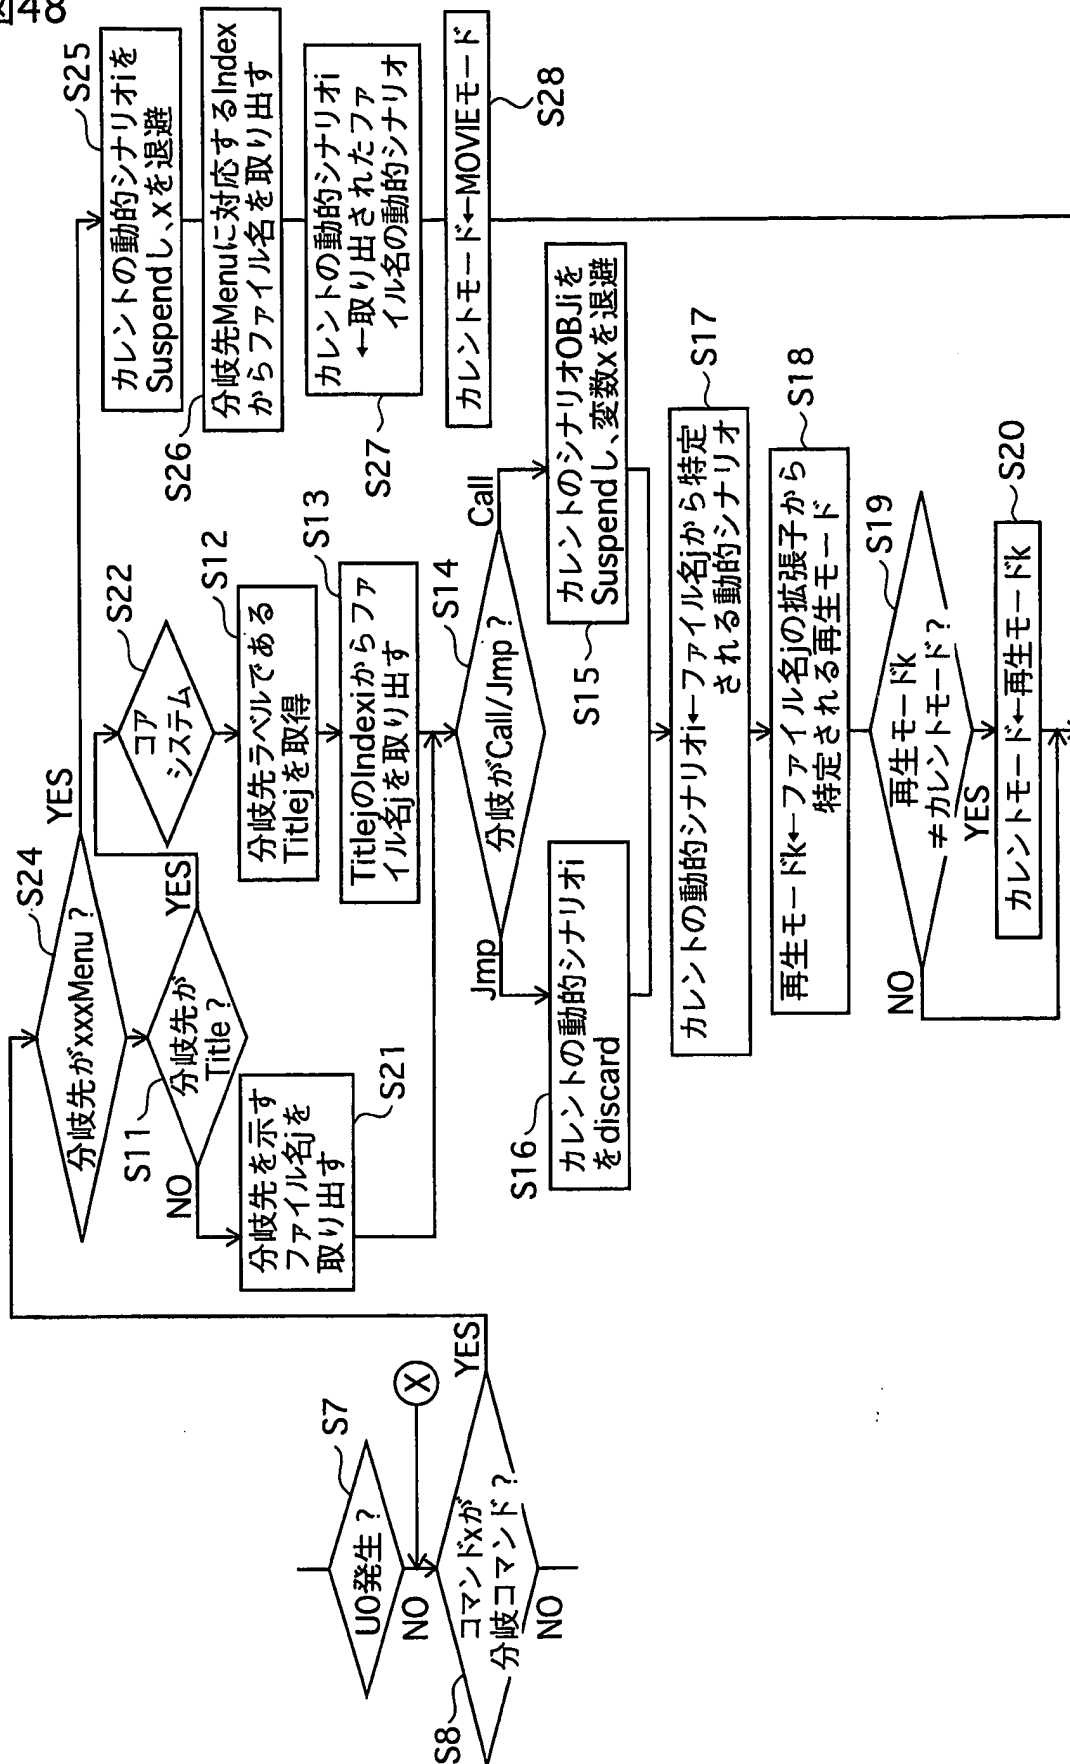 図48
S7
UO発生？
NO
X
S8
コマンドxが
分岐コマンド？
YES
NO
S24
分岐先がxxxMenu？
YES
S11
分岐先が
Title？
YES
NO
S21
分岐先を示す
ファイル名jを
取り出す
S22
コア
システム
S12
分岐先ラベルである
Titlejを取得
S13
TitlejのIndexiからファ
イル名jを取り出す
S14
分岐がCall/Jmp？
Jmp
Call
S16
カレントの動的シナリオi
をdiscard
S15
カレントのシナリオOBJiを
Suspendし、変数xを退避
S17
カレントの動的シナリオi←ファイル名jから特定
される動的シナリオ
S18
再生モードk←ファイル名jの拡張子から
特定される再生モード
S19
再生モードk
≠カレントモード？
NO
YES
S20
カレントモード←再生モードk
S25
カレントの動的シナリオiを
Suspendし、xを退避
S26
分岐先Menuに対応するIndex
からファイル名を取り出す
S27
カレントの動的シナリオi
←取り出されたファ
イル名の動的シナリオ
S28
カレントモード←MOVIEモード